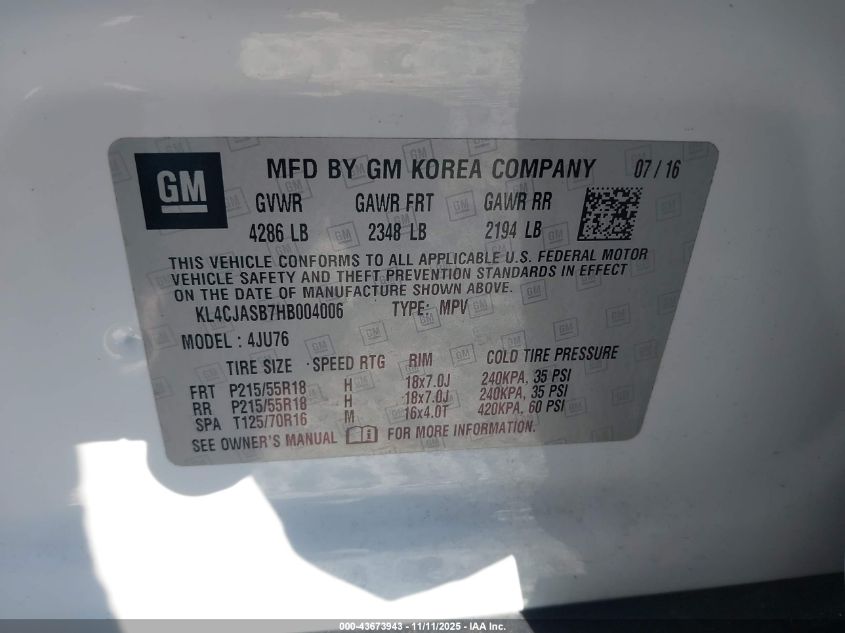 GM
MFD BY GM KOREA COMPANY 07 / 16
GVWR GAWR FRT GAWR RR
4286 LB 2348 LB 2194 LB
THIS VEHICLE CONFORMS TO ALL APPLICABLE U.S. FEDERAL MOTOR
VEHICLE SAFETY AND THEFT PREVENTION STANDARDS IN EFFECT
ON THE DATE OF MANUFACTURE SHOWN ABOVE.
KL4CJASB7HB004006 TYPE: MPV
MODEL : 4JU76
TIRE SIZE SPEED RTG RIM COLD TIRE PRESSURE
FRT P215/55R18 H 18x7.0J 240KPA, 35 PSI
RR P215/55R18 H 18x7.0J 240KPA, 35 PSI
SPA T125/70R16 M 16x4.0T 420KPA, 60 PSI
SEE OWNER'S MANUAL FOR MORE INFORMATION.
000-43673943 - 11/11/2025 - IAA Inc.